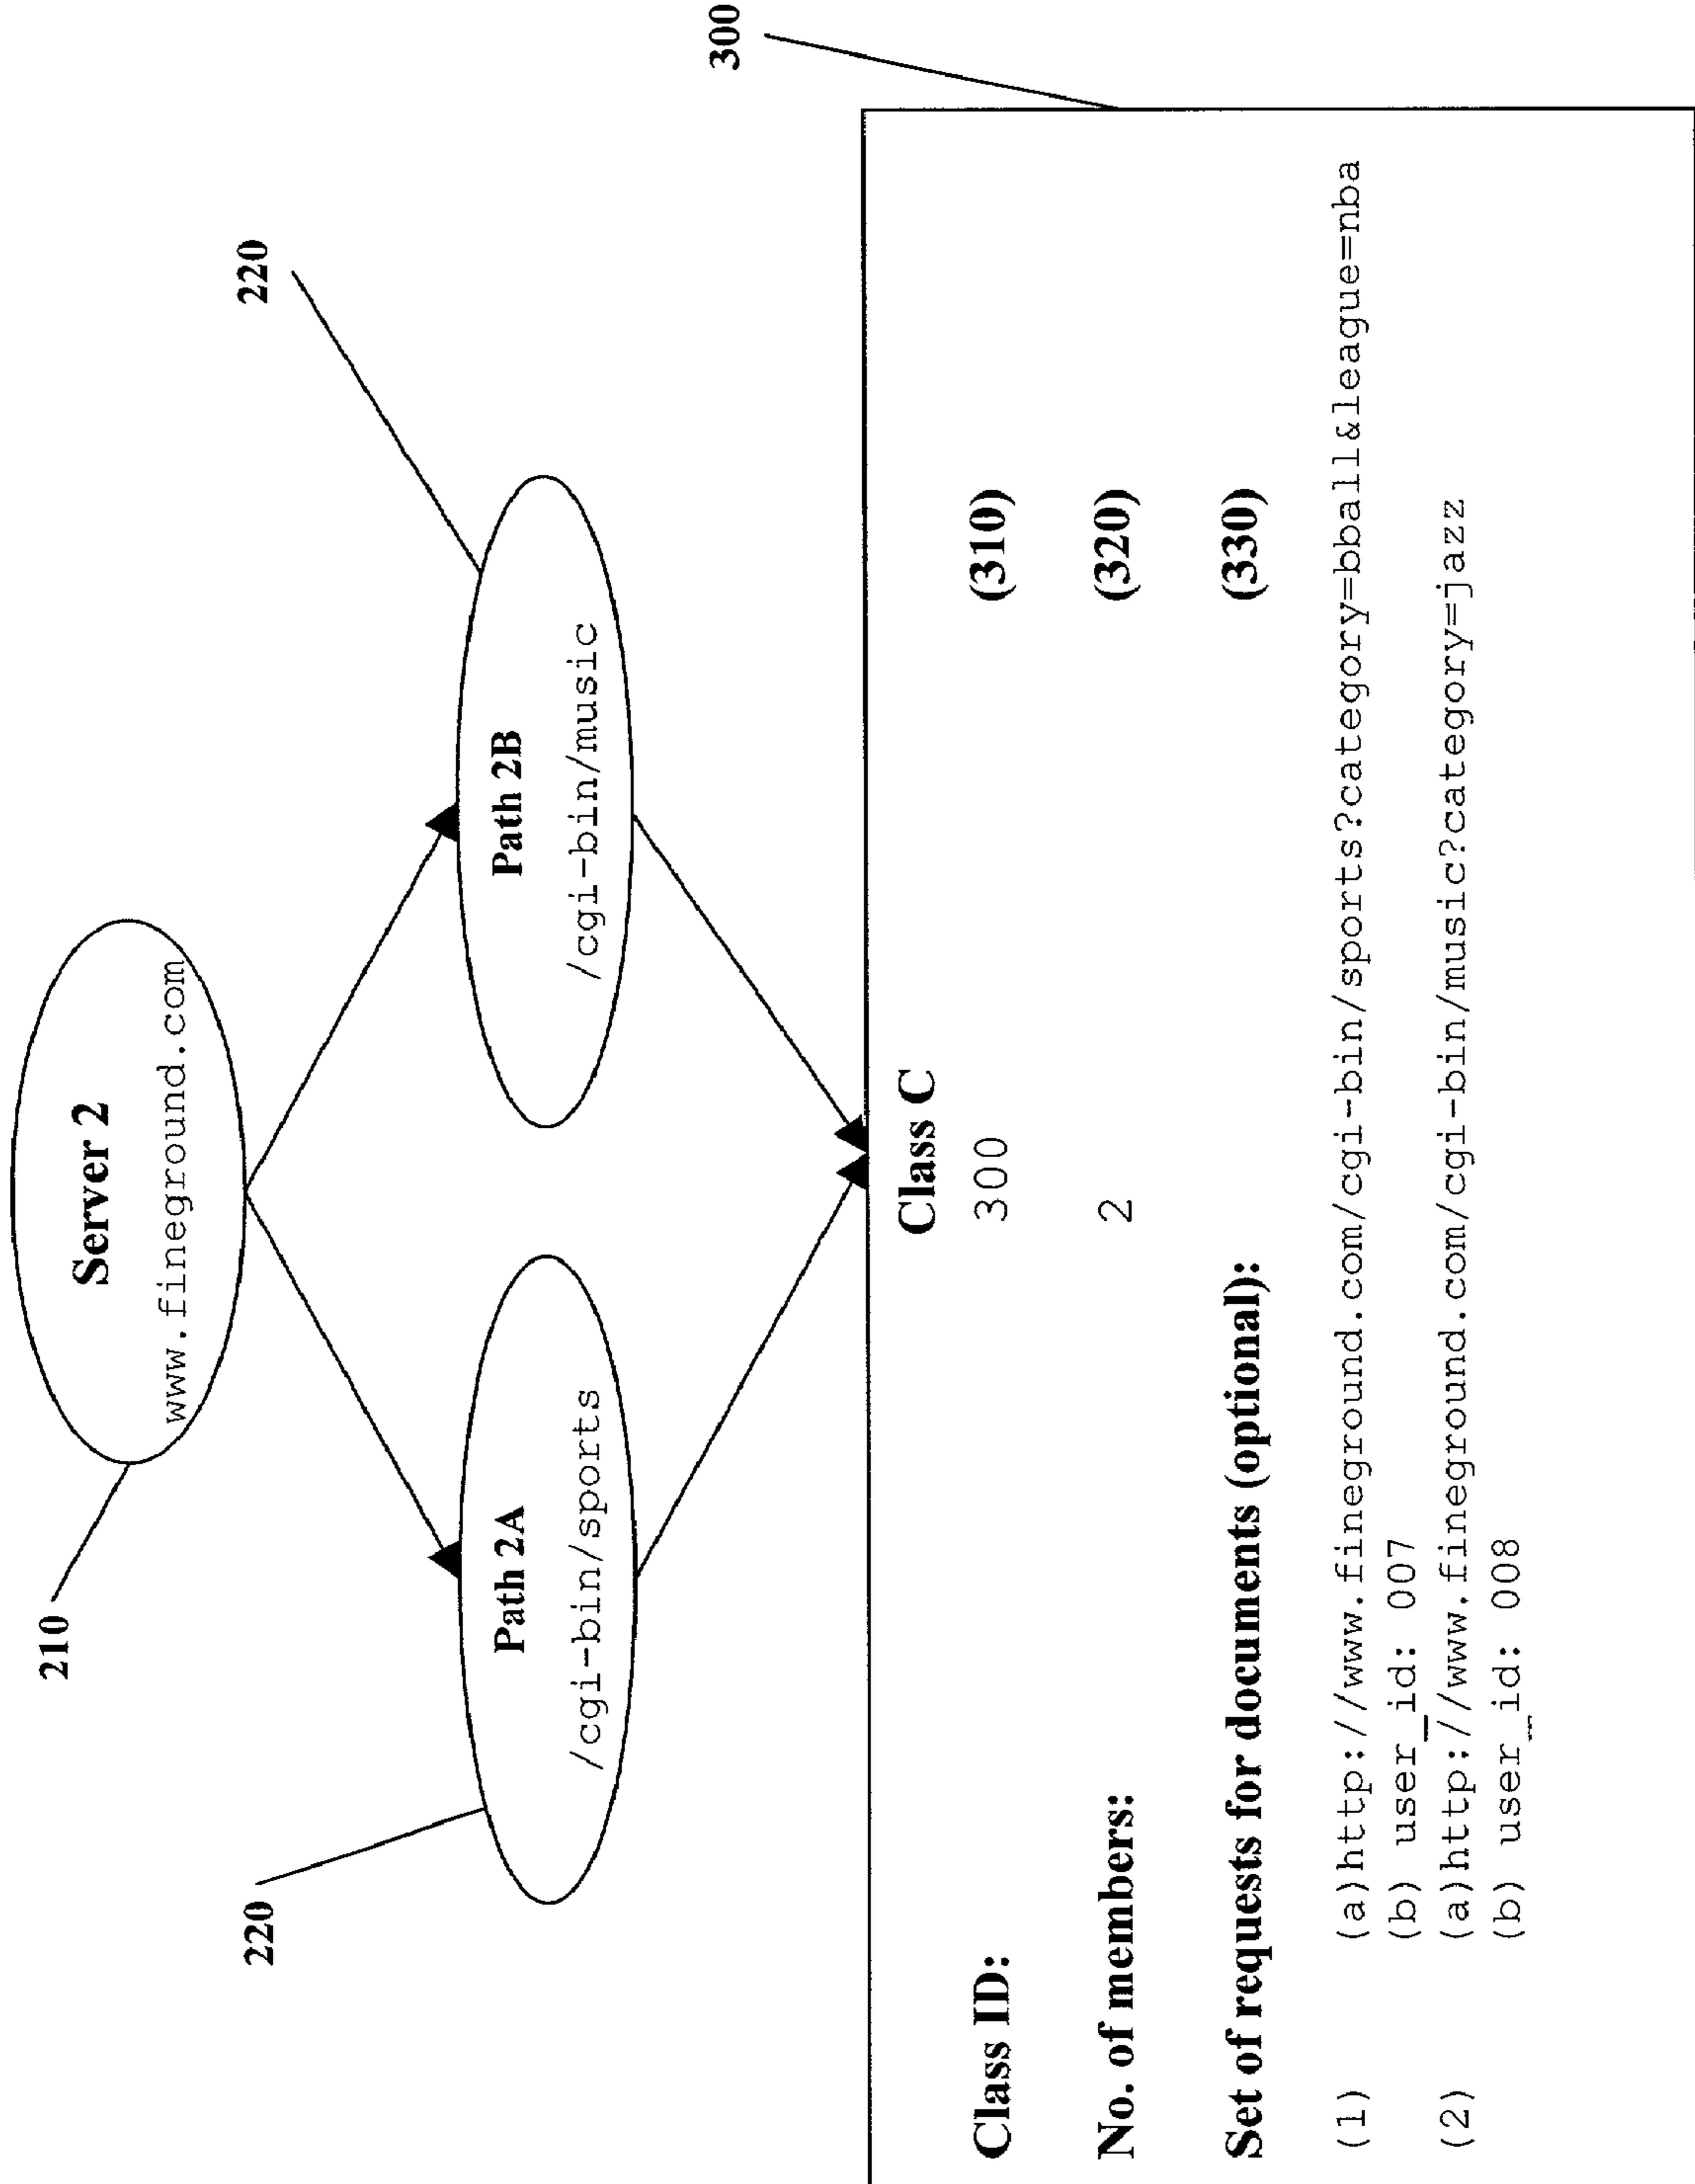 210
Server 2
www.fineground.com
220
220
Path 2A
/cgi-bin/sports
Path 2B
/cgi-bin/music
300
Class C
Class ID: 300 (310)
No. of members: 2 (320)
Set of requests for documents (optional): (330)
(1) (a)http://www.fineground.com/cgi-bin/sports?category=bball&league=nba
(b) user_id: 007
(2) (a)http://www.fineground.com/cgi-bin/music?category=jazz
(b) user_id: 008